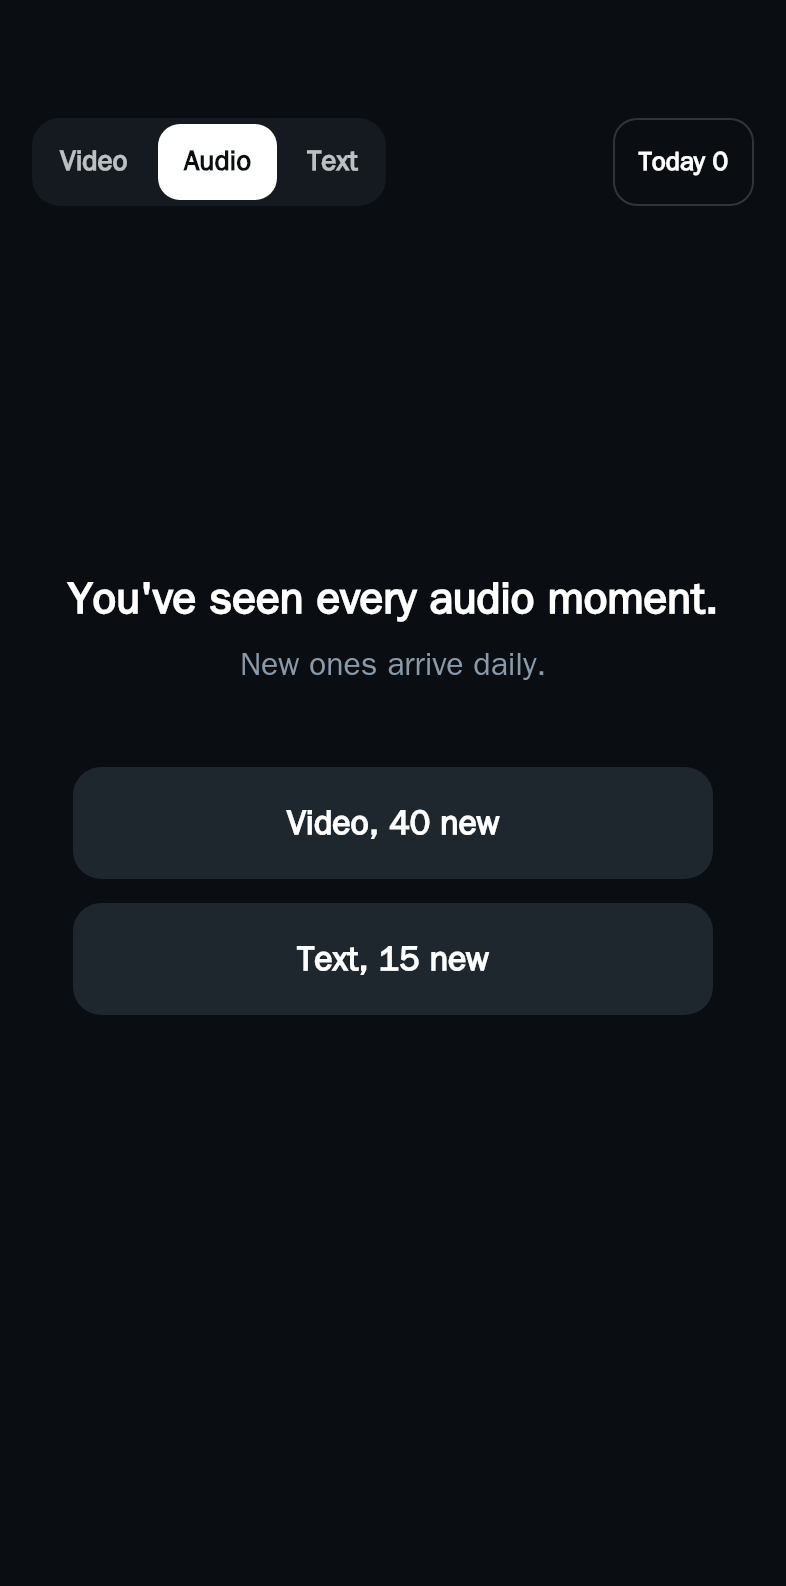 Video Audio Text Today 0
You've seen every audio moment.
New ones arrive daily.
Video, 40 new
Text, 15 new